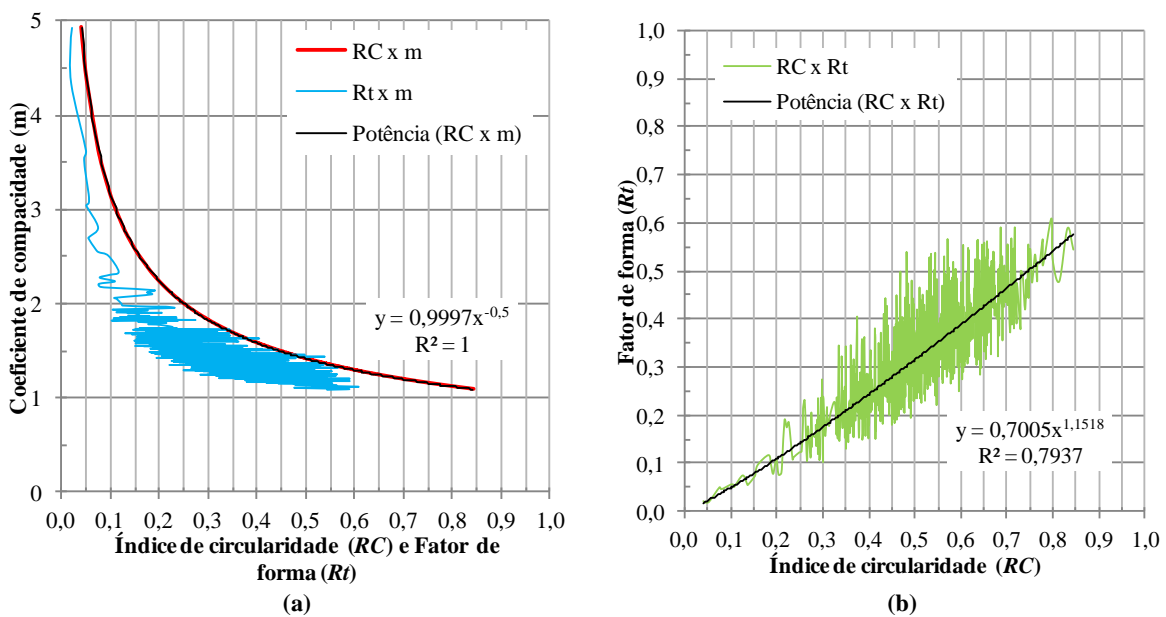 5
4
3
2
1
0
Coeficiente de compacidade (m)
RC x m
Rt x m
Potência (RC x m)
y = 0,9997x^-0,5
R² = 1
0,0 0,1 0,2 0,3 0,4 0,5 0,6 0,7 0,8 0,9 1,0
Índice de circularidade (RC) e Fator de
forma (Rt)
(a)
1,0
0,9
0,8
0,7
0,6
0,5
0,4
0,3
0,2
0,1
0,0
Fator de forma (Rt)
RC x Rt
Potência (RC x Rt)
y = 0,7005x^1,1518
R² = 0,7937
0,0 0,1 0,2 0,3 0,4 0,5 0,6 0,7 0,8 0,9 1,0
Índice de circularidade (RC)
(b)